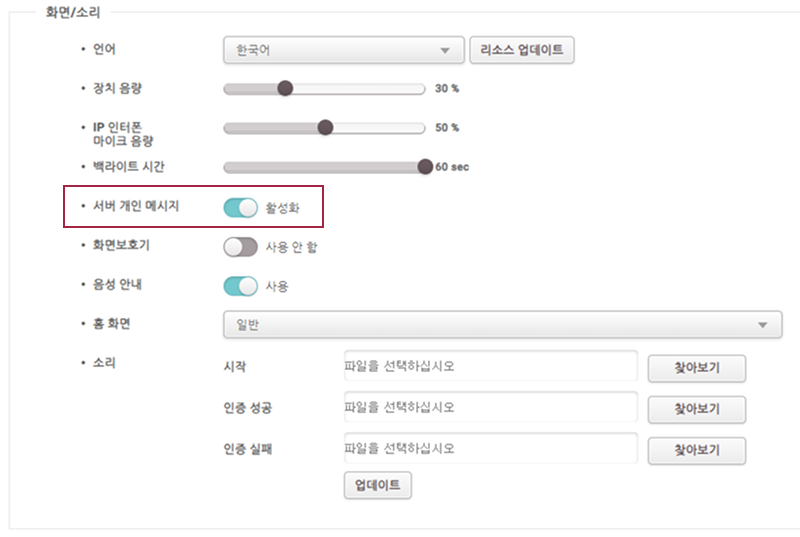 화면/소리
• 언어 한국어 리소스 업데이트
• 장치 음량 30 %
• IP 인터폰
마이크 음량 50 %
• 백라이트 시간 60 sec
• 서버 개인 메시지 활성화
• 화면보호기 사용 안 함
• 음성 안내 사용
• 홈 화면 일반
• 소리 시작 파일을 선택하십시오 찾아보기
인증 성공 파일을 선택하십시오 찾아보기
인증 실패 파일을 선택하십시오 찾아보기
업데이트